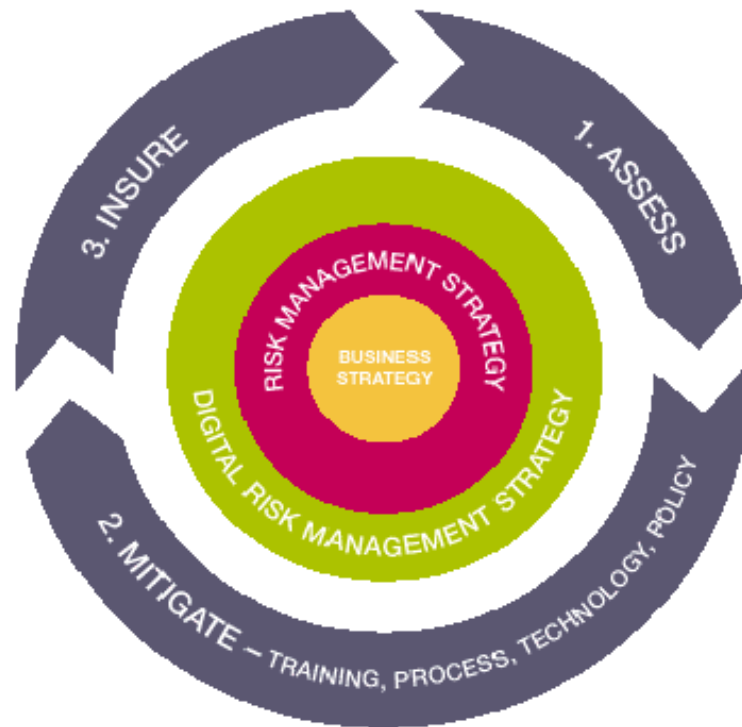 1. ASSESS
2. MITIGATE – TRAINING, PROCESS, TECHNOLOGY, POLICY
3. INSURE
DIGITAL RISK MANAGEMENT STRATEGY
RISK MANAGEMENT STRATEGY
BUSINESS
STRATEGY